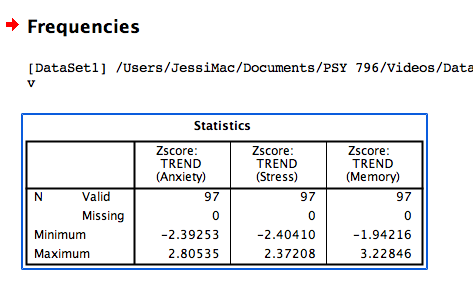 Frequencies
[DataSet1] /Users/JessiMac/Documents/PSY 796/Videos/Data
v
Statistics
Zscore: TREND (Anxiety) Zscore: TREND (Stress) Zscore: TREND (Memory)
N Valid 97 97 97
Missing 0 0 0
Minimum -2.39253 -2.40410 -1.94216
Maximum 2.80535 2.37208 3.22846